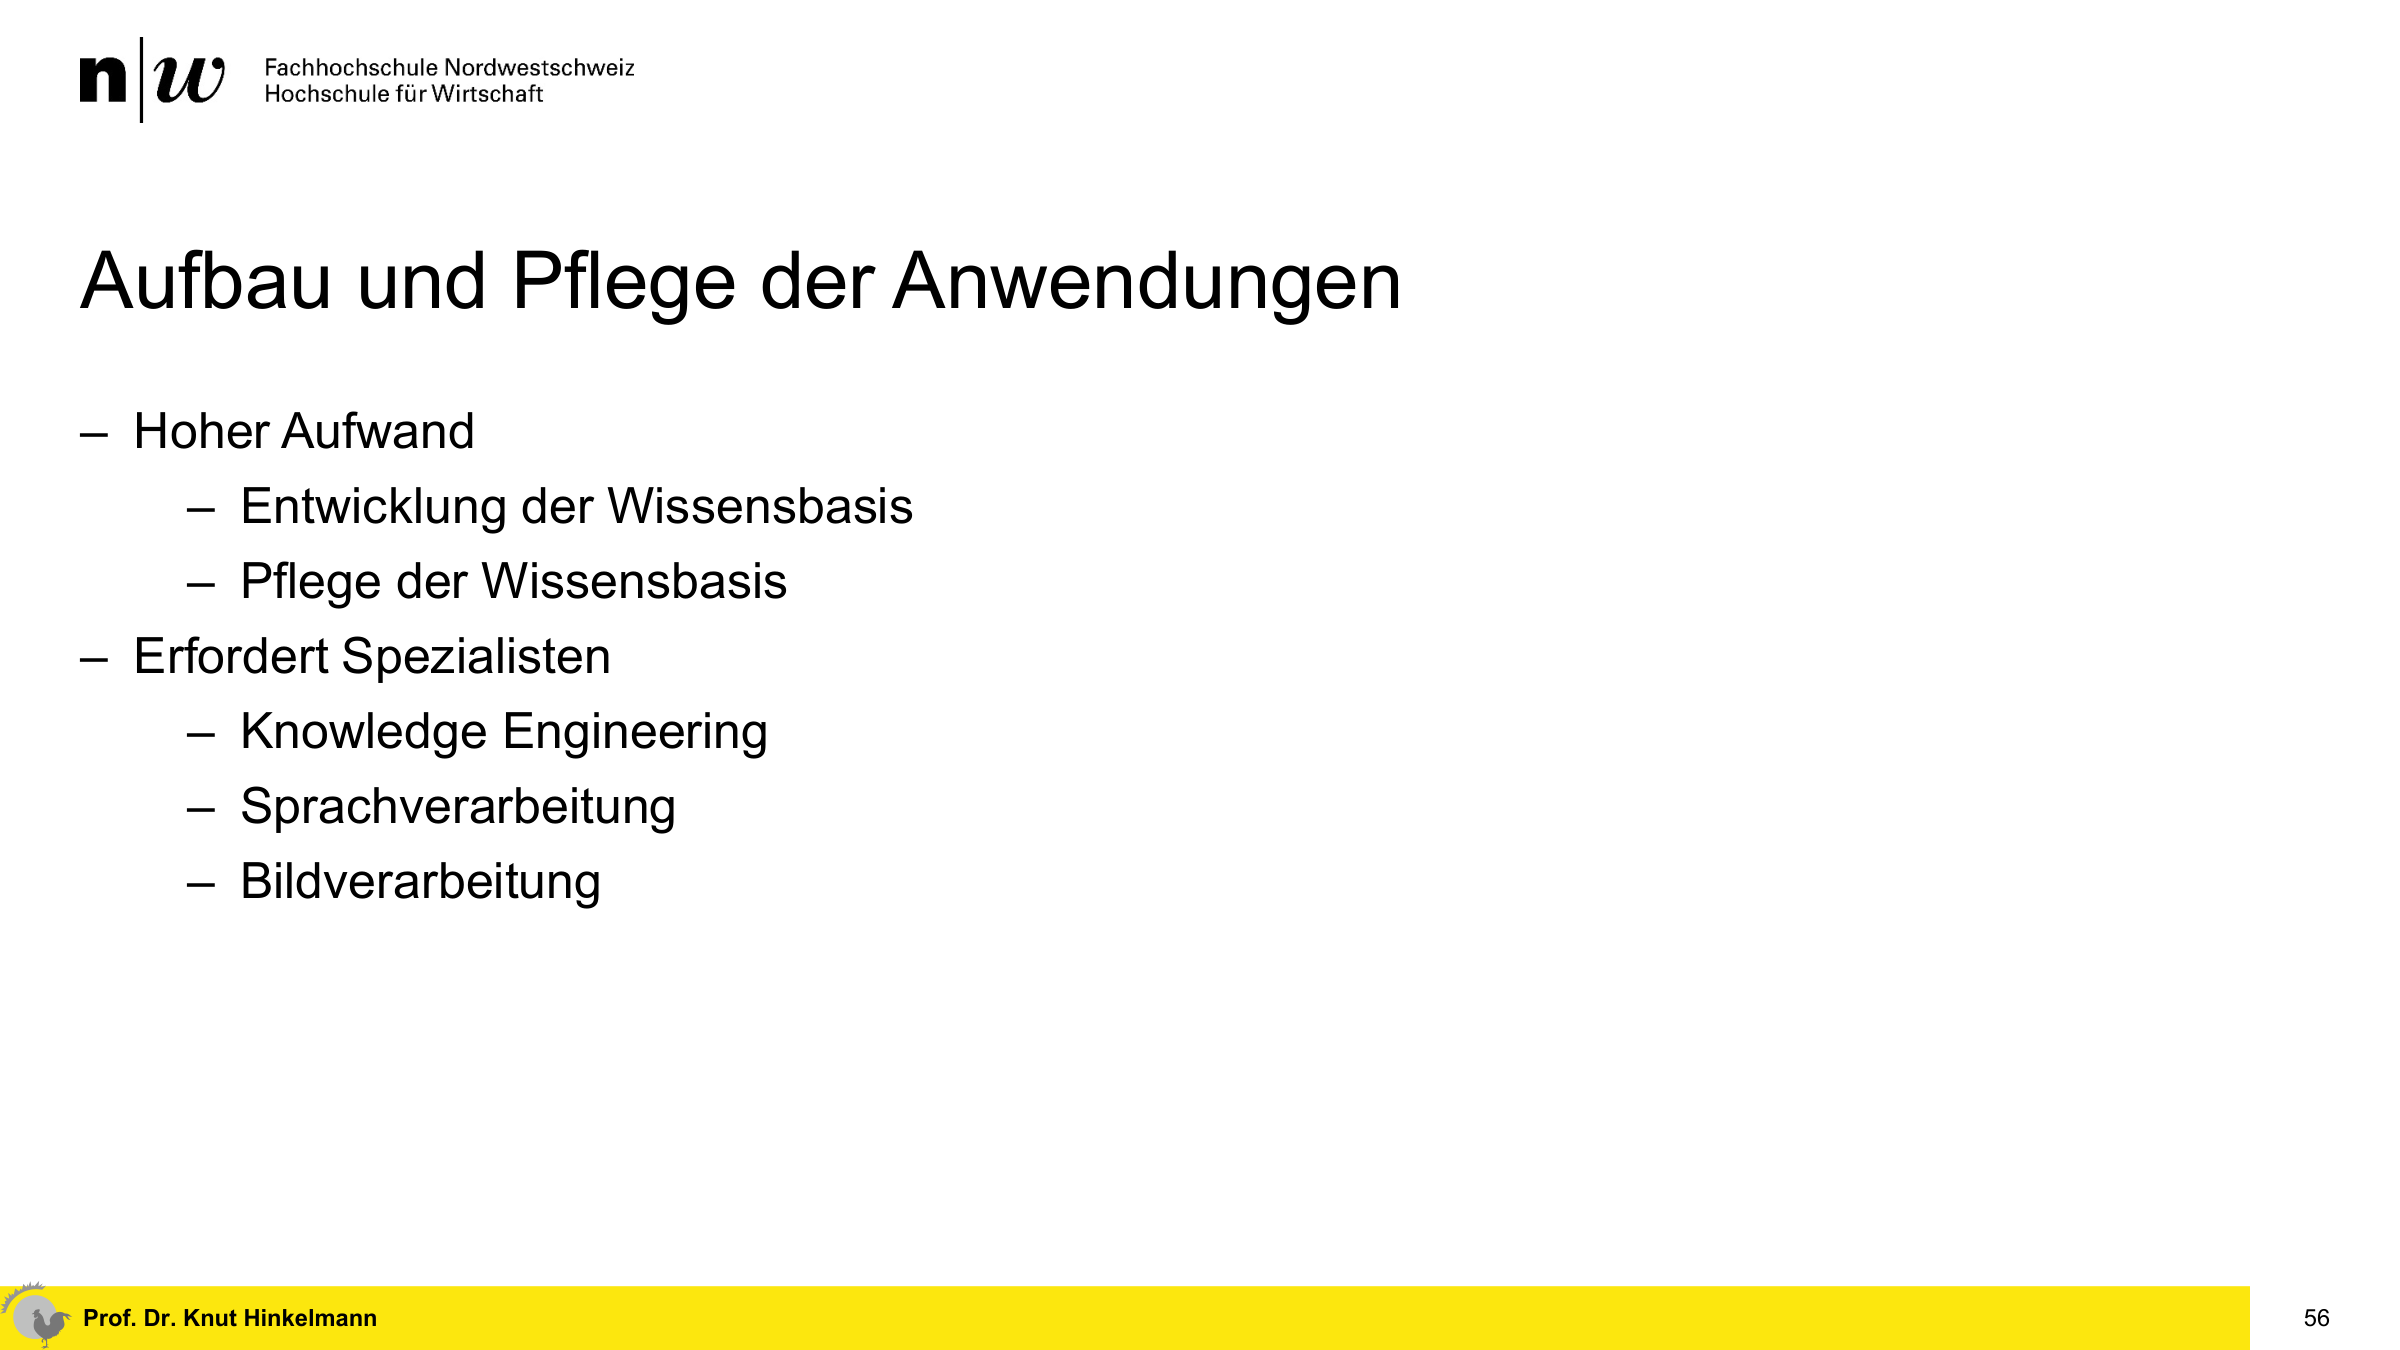 n|w
Fachhochschule Nordwestschweiz
Hochschule für Wirtschaft
Aufbau und Pflege der Anwendungen
– Hoher Aufwand
– Entwicklung der Wissensbasis
– Pflege der Wissensbasis
– Erfordert Spezialisten
– Knowledge Engineering
– Sprachverarbeitung
– Bildverarbeitung
Prof. Dr. Knut Hinkelmann
56